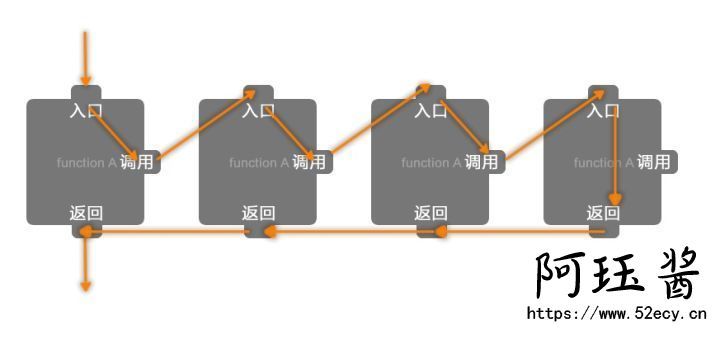 入口 入口 入口 入口
function A 调用 function A 调用 function A 调用 function A 调用
返回 返回 返回 返回
阿珏酱
https://www.52ecy.cn